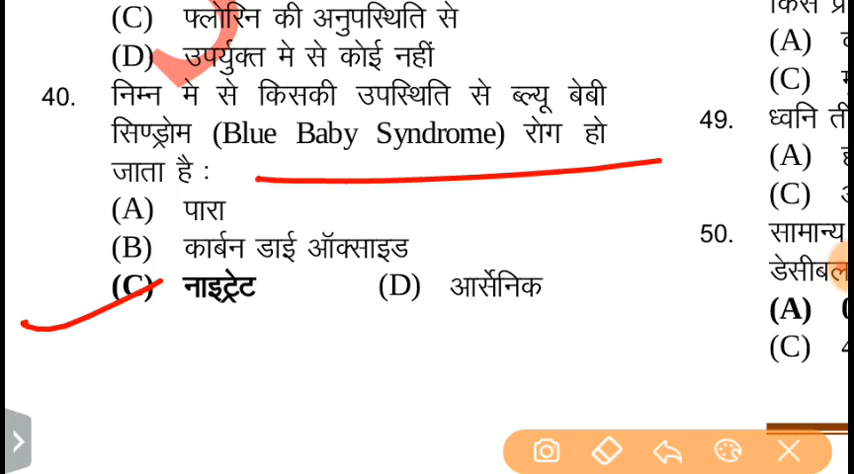 (C) फ्लोरिन की अनुपस्थिति से
(D) उपर्युक्त मे से कोई नहीं
40. निम्न मे से किसकी उपस्थिति से ब्ल्यू बेबी
सिण्ड्रोम (Blue Baby Syndrome) रोग हो
जाता है :
(A) पारा
(B) कार्बन डाई ऑक्साइड
(C) नाइट्रेट (D) आर्सेनिक
(A)
(C)
49. ध्वनि
(A)
(C)
50. सामान्य
डेसीबल
(A)
(C)